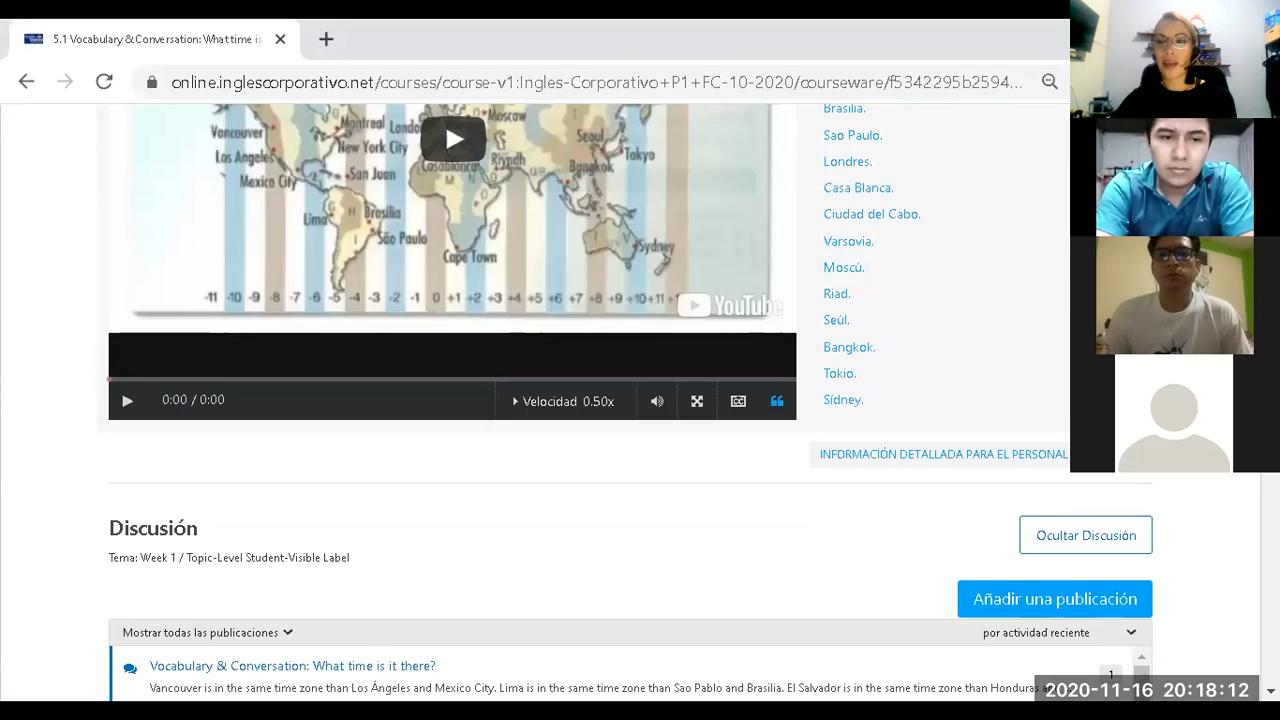 5.1 Vocabulary & Conversation: What time is
online.inglescorporativo.net/courses/course-v1:Ingles-Corporativo+P1+FC-10-2020/courseware/f5342295b2594...
Vancouver
Los Angeles
Mexico City
Montreal
New York City
San Juan
Lima
Brasilia
São Paulo
Londo
Casablanca
Moscow
Riyadh
Cape Town
Seoul
Tokyo
Bangkok
Sydney
-11 -10 -9 -8 -7 -6 -5 -4 -3 -2 -1 0 +1 +2 +3 +4 +5 +6 +7 +8 +9 +10 +11
YouTube
0:00 / 0:00
Velocidad 0.50x
CC
Brasilia.
Sao Paulo.
Londres.
Casa Blanca.
Ciudad del Cabo.
Varsovia.
Moscú.
Riad.
Seúl.
Bangkok.
Tokio.
Sídney.
INFORMACIÓN DETALLADA PARA EL PERSONAL
Discusión
Ocultar Discusión
Tema: Week 1 / Topic-Level Student-Visible Label
Añadir una publicación
Mostrar todas las publicaciones
por actividad reciente
Vocabulary & Conversation: What time is it there?
1
Vancouver is in the same time zone than Los Ángeles and Mexico City. Lima is in the same time zone than Sao Pablo and Brasilia. El Salvador is in the same time zone than Honduras
2020-11-16 20:18:12